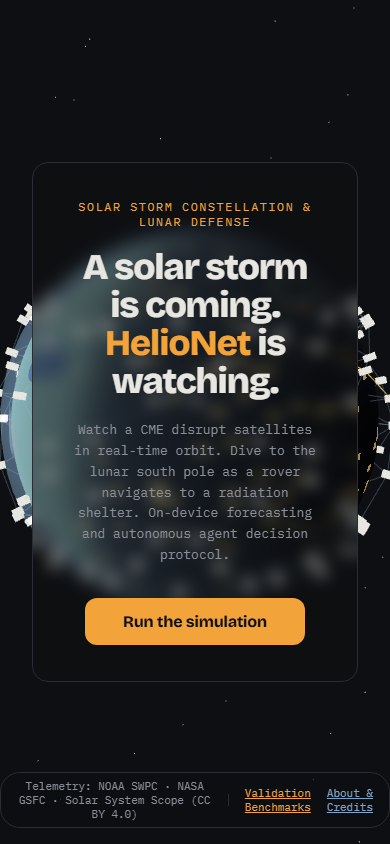 SOLAR STORM CONSTELLATION &
LUNAR DEFENSE
A solar storm
is coming.
HelioNet is
watching.
Watch a CME disrupt satellites
in real-time orbit. Dive to the
lunar south pole as a rover
navigates to a radiation
shelter. On-device forecasting
and autonomous agent decision
protocol.
Run the simulation
Telemetry: NOAA SWPC · NASA
GSFC · Solar System Scope (CC
BY 4.0)
Validation
Benchmarks
About &
Credits